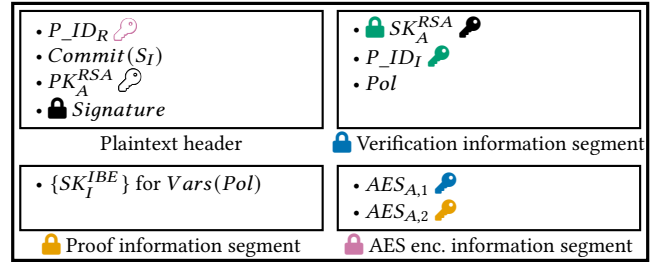 • P_ID_R
• Commit(S_I)
• PK_A^RSA
• Signature
Plaintext header
• SK_A^RSA
• P_ID_I
• Pol
Verification information segment
• {SK_I^IBE} for Vars(Pol)
Proof information segment
• AES_A,1
• AES_A,2
AES enc. information segment